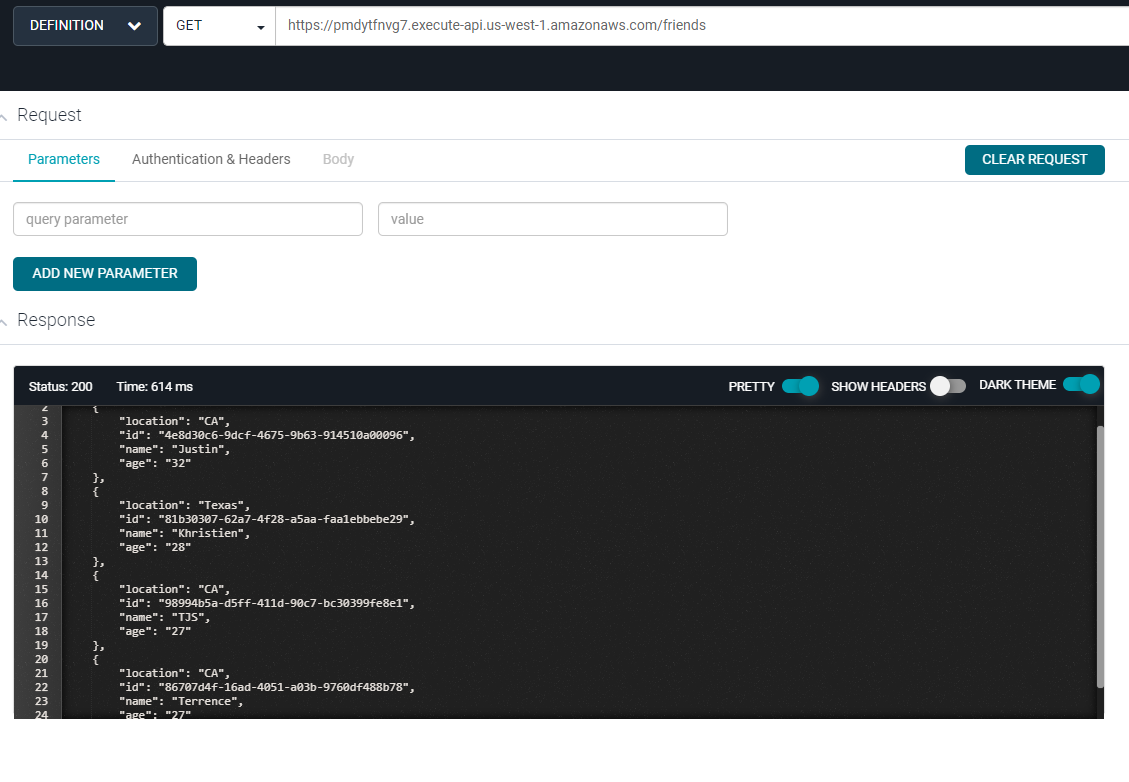 DEFINITION GET https://pmdytfnvg7.execute-api.us-west-1.amazonaws.com/friends
Request
Parameters Authentication & Headers Body CLEAR REQUEST
query parameter value
ADD NEW PARAMETER
Response
Status: 200 Time: 614 ms PRETTY SHOW HEADERS DARK THEME
2 {
3 "location": "CA",
4 "id": "4e8d30c6-9dcf-4675-9b63-914510a00096",
5 "name": "Justin",
6 "age": "32"
7 },
8 {
9 "location": "Texas",
10 "id": "81b30307-62a7-4f28-a5aa-faa1ebbebe29",
11 "name": "Khristien",
12 "age": "28"
13 },
14 {
15 "location": "CA",
16 "id": "98994b5a-d5ff-411d-90c7-bc30399fe8e1",
17 "name": "TJS",
18 "age": "27"
19 },
20 {
21 "location": "CA",
22 "id": "86707d4f-16ad-4051-a03b-9760df488b78",
23 "name": "Terrence",
24 "age": "27"